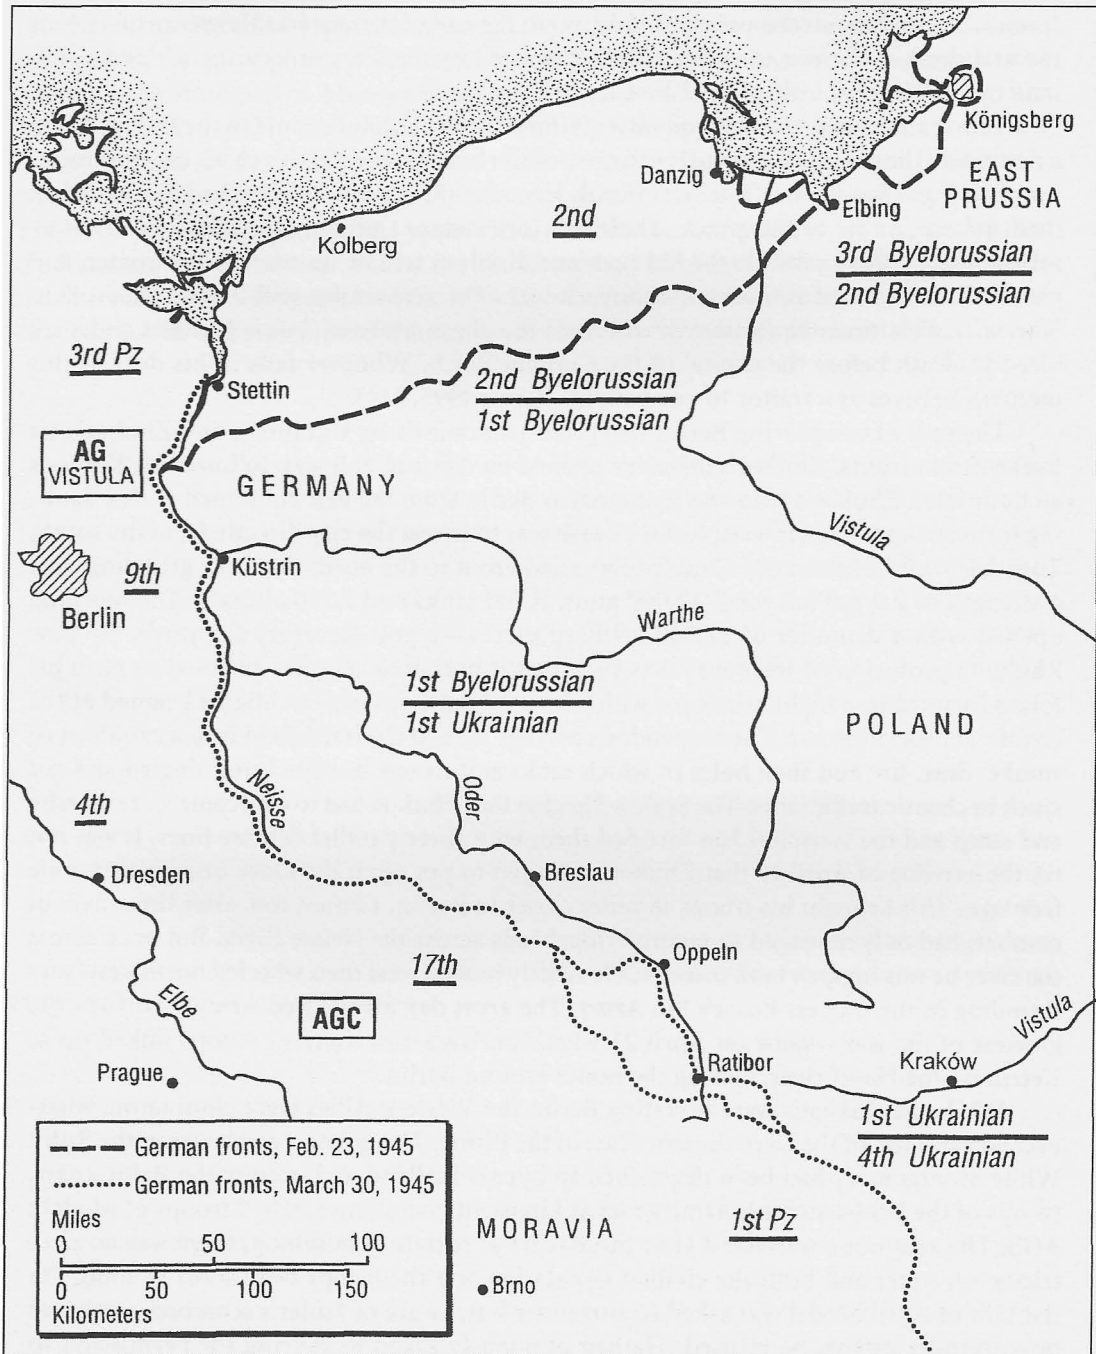 Königsberg
EAST
PRUSSIA
Danzig
Elbing
2nd
Kolberg
3rd Byelorussian
2nd Byelorussian
3rd Pz
Stettin
2nd Byelorussian
1st Byelorussian
AG
VISTULA
GERMANY
Vistula
Küstrin
9th
Berlin
Warthe
1st Byelorussian
1st Ukrainian
POLAND
Neisse
Oder
4th
Dresden
Breslau
17th
Oppeln
AGC
Elbe
Vistula
Prague
Ratibor
Kraków
1st Ukrainian
4th Ukrainian
German fronts, Feb. 23, 1945
German fronts, March 30, 1945
Miles
0 50 100
0 50 100 150
Kilometers
MORAVIA
1st Pz
Brno